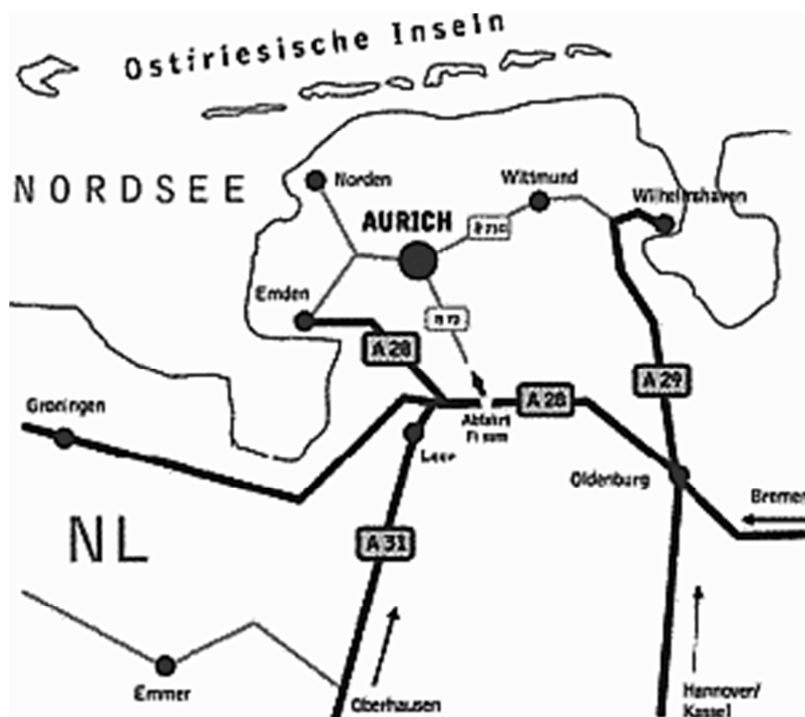 Ostfriesische Inseln
NORDSEE
Norden
Wittmund
Wilhelmshaven
AURICH
B 210
Emden
B 72
A 28
A 29
Groningen
A 28
Abfahrt
Filsum
Leer
Oldenburg
Bremen
NL
A 31
Emmen
Oberhausen
Hannover/
Kassel